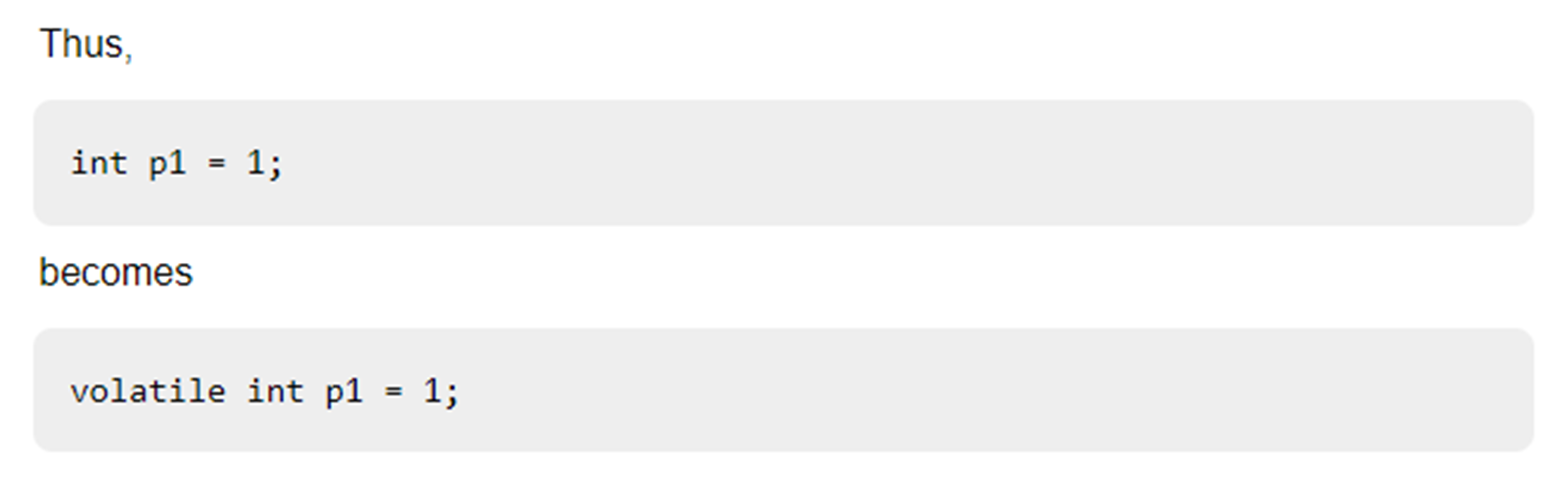 Thus,
int p1 = 1;
becomes
volatile int p1 = 1;